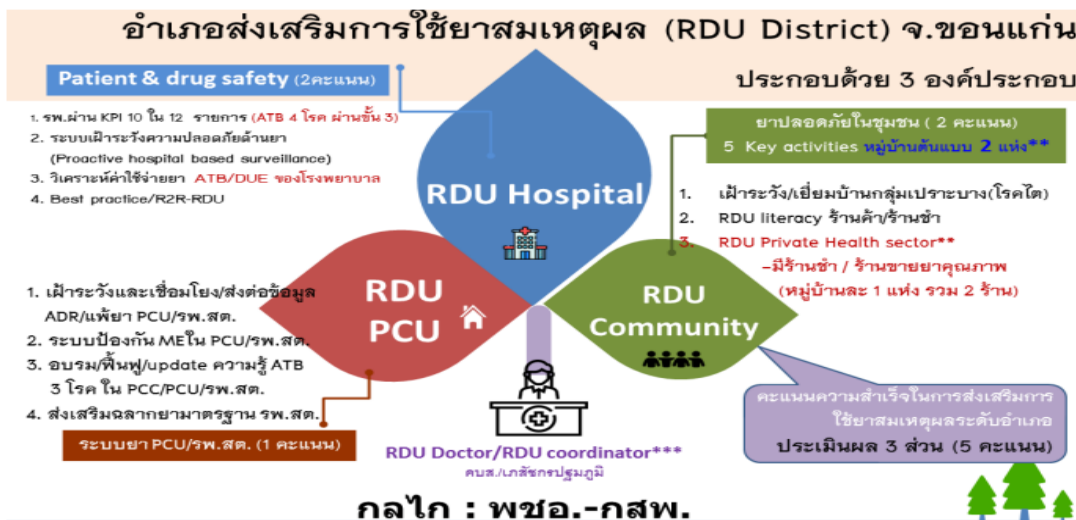 อำเภอส่งเสริมการใช้ยาสมเหตุผล (RDU District) จ.ขอนแก่น
ประกอบด้วย 3 องค์ประกอบ
Patient & drug safety (2คะแนน)
1. รพ.ผ่าน KPI 10 ใน 12 รายการ (ATB 4 โรค ผ่านขั้น 3)
2. ระบบเฝ้าระวังความปลอดภัยด้านยา
(Proactive hospital based surveillance)
3. วิเคราะห์ค่าใช้จ่ายยา ATB/DUE ของโรงพยาบาล
4. Best practice/R2R-RDU
RDU Hospital
ยาปลอดภัยในชุมชน ( 2 คะแนน)
5 Key activities หมู่บ้านต้นแบบ 2 แห่ง**
1. เฝ้าระวัง/เยี่ยมบ้านกลุ่มเปราะบาง(โรคไต)
2. RDU literacy ร้านค้า/ร้านชำ
3. RDU Private Health sector**
-มีร้านชำ / ร้านขายยาคุณภาพ
(หมู่บ้านละ 1 แห่ง รวม 2 ร้าน)
RDU
PCU
RDU
Community
1. เฝ้าระวังและเชื่อมโยง/ส่งต่อข้อมูล
ADR/แพ้ยา PCU/รพ.สต.
2. ระบบป้องกัน MEใน PCU/รพ.สต.
3. อบรม/ฟื้นฟู/update ความรู้ ATB
3 โรค ใน PCC/PCU/รพ.สต.
4. ส่งเสริมฉลากยามาตรฐาน รพ.สต.
ระบบยา PCU/รพ.สต. (1 คะแนน)
RDU Doctor/RDU coordinator***
คบส./เภสัชกรปฐมภูมิ
คะแนนความสำเร็จในการส่งเสริมการ
ใช้ยาสมเหตุผลระดับอำเภอ
ประเมินผล 3 ส่วน (5 คะแนน)
กลไก : พชอ.-กสพ.